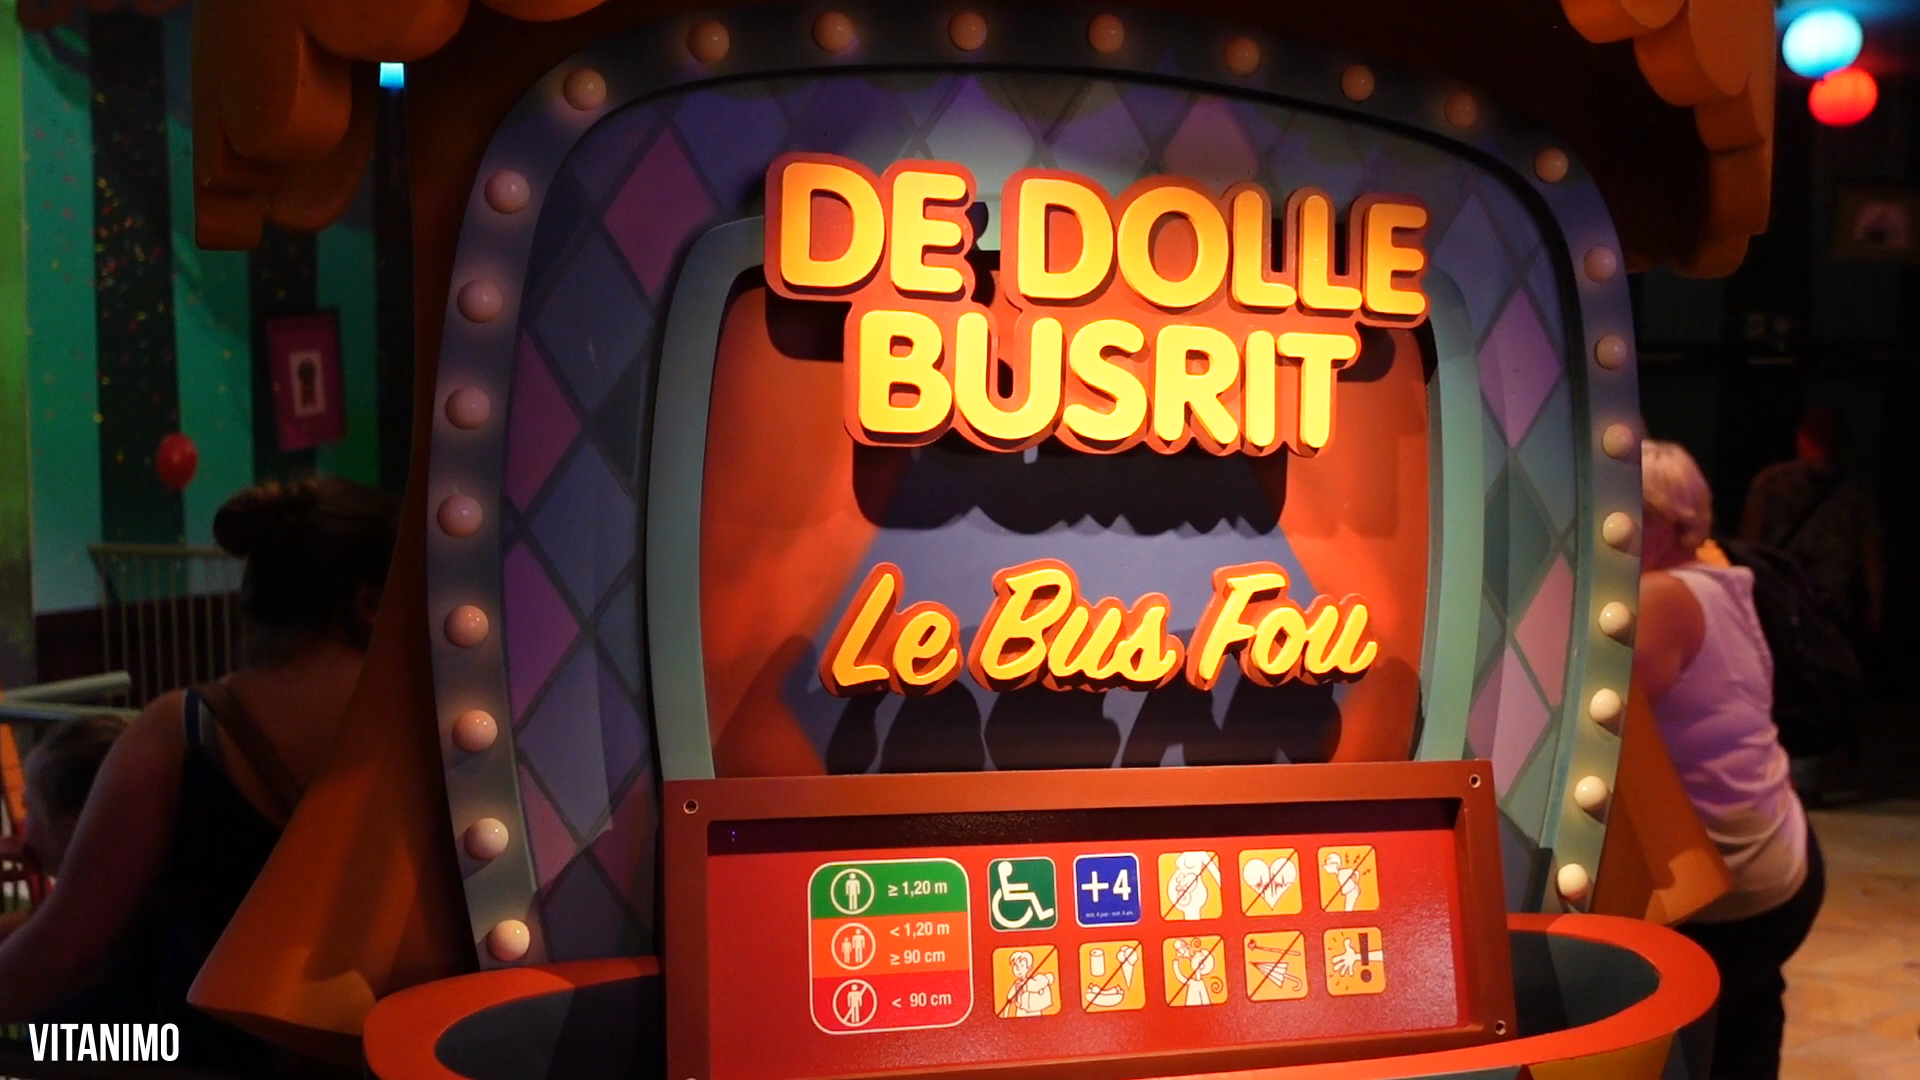 DE DOLLE
BUSRIT
Le Bus Fou
≥ 1,20 m
< 1,20 m
≥ 90 cm
< 90 cm
+4
VITANIMO